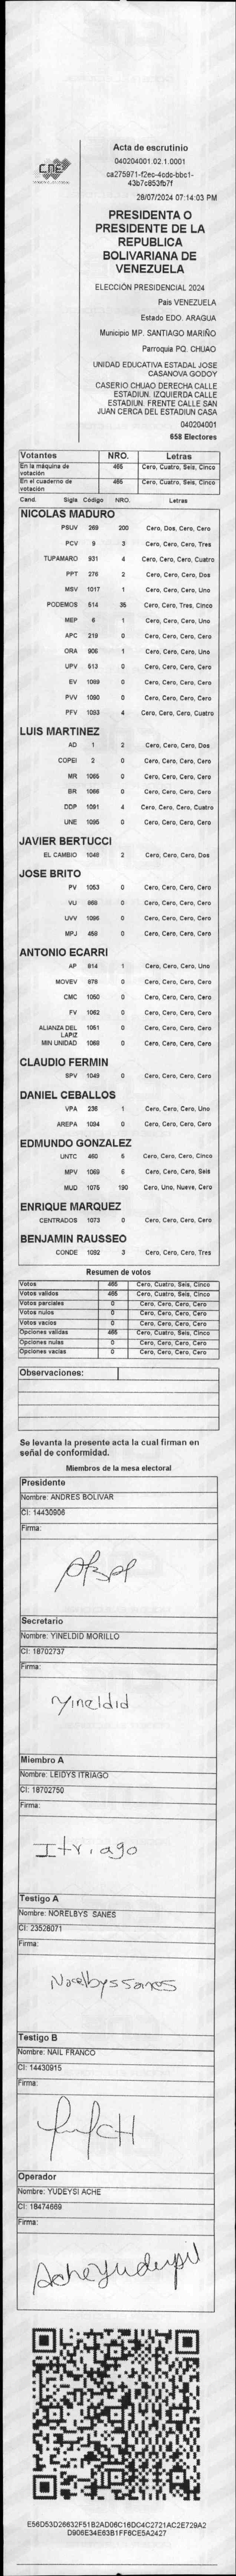 CNE
Acta de escrutinio
040204001.02.1.0001
28/07/2024 07:14:03 PM
PRESIDENTA O
PRESIDENTE DE LA
REPUBLICA
BOLIVARIANA DE
VENEZUELA
ELECCIÓN PRESIDENCIAL 2024
Pais VENEZUELA
Estado EDO. ARAGUA
Municipio MP. SANTIAGO MARIÑO
Parroquia PQ. CHUAO
UNIDAD EDUCATIVA ESTADAL JOSE
CASANOVA GODOY
CASERIO CHUAO DERECHA CALLE
ESTADIUN. IZQUIERDA CALLE
ESTADIUN. FRENTE CALLE SAN
JUAN CERCA DEL ESTADIUN CASA
040204001
658 Electores
Votantes NRO. Letras
En la máquina de votación 465 Cero, Cuatro, Seis, Cinco
En el cuaderno de votación 465 Cero, Cuatro, Seis, Cinco
Cand. Sigla Código NRO. Letras
NICOLAS MADURO
PSUV 269 200 Cero, Dos, Cero, Cero
PCV 9 3 Cero, Cero, Cero, Tres
TUPAMARO 931 4 Cero, Cero, Cero, Cuatro
PPT 276 2 Cero, Cero, Cero, Dos
MSV 1017 1 Cero, Cero, Cero, Uno
PODEMOS 514 35 Cero, Cero, Tres, Cinco
MEP 6 1 Cero, Cero, Cero, Uno
APC 219 0 Cero, Cero, Cero, Cero
ORA 906 1 Cero, Cero, Cero, Uno
UPV 513 0 Cero, Cero, Cero, Cero
EV 1089 0 Cero, Cero, Cero, Cero
PVV 1090 0 Cero, Cero, Cero, Cero
PFV 1093 4 Cero, Cero, Cero, Cuatro
LUIS MARTINEZ
AD 1 2 Cero, Cero, Cero, Dos
COPEI 2 0 Cero, Cero, Cero, Cero
MR 1065 0 Cero, Cero, Cero, Cero
BR 1066 0 Cero, Cero, Cero, Cero
DDP 1091 4 Cero, Cero, Cero, Cuatro
UNE 1095 0 Cero, Cero, Cero, Cero
JAVIER BERTUCCI
EL CAMBIO 1046 2 Cero, Cero, Cero, Dos
JOSE BRITO
PV 1053 0 Cero, Cero, Cero, Cero
VU 868 0 Cero, Cero, Cero, Cero
UVV 1096 0 Cero, Cero, Cero, Cero
MPJ 459 0 Cero, Cero, Cero, Cero
ANTONIO ECARRI
AP 814 1 Cero, Cero, Cero, Uno
MOVEV 978 0 Cero, Cero, Cero, Cero
CMC 1050 0 Cero, Cero, Cero, Cero
FV 1062 0 Cero, Cero, Cero, Cero
ALIANZA DEL LAPIZ 1051 0 Cero, Cero, Cero, Cero
MIN UNIDAD 1068 0 Cero, Cero, Cero, Cero
CLAUDIO FERMIN
SPV 1049 0 Cero, Cero, Cero, Cero
DANIEL CEBALLOS
VPA 236 1 Cero, Cero, Cero, Uno
AREPA 1094 0 Cero, Cero, Cero, Cero
EDMUNDO GONZALEZ
UNTC 460 5 Cero, Cero, Cero, Cinco
MPV 1069 6 Cero, Cero, Cero, Seis
MUD 1075 190 Cero, Uno, Nueve, Cero
ENRIQUE MARQUEZ
CENTRADOS 1073 0 Cero, Cero, Cero, Cero
BENJAMIN RAUSSEO
CONDE 1092 3 Cero, Cero, Cero, Tres
Resumen de votos
Votos 465 Cero, Cuatro, Seis, Cinco
Votos validos 465 Cero, Cuatro, Seis, Cinco
Votos parciales 0 Cero, Cero, Cero, Cero
Votos nulos 0 Cero, Cero, Cero, Cero
Votos vacios 0 Cero, Cero, Cero, Cero
Opciones validas 465 Cero, Cuatro, Seis, Cinco
Opciones nulas 0 Cero, Cero, Cero, Cero
Opciones vacias 0 Cero, Cero, Cero, Cero
Observaciones:
Se levanta la presente acta la cual firman en
señal de conformidad.
Miembros de la mesa electoral
Presidente
Nombre: ANDRES BOLIVAR
CI: 14430906
Firma:
Secretario
Nombre: YINELDID MORILLO
CI: 18702737
Firma:
Yineldid
Miembro A
Nombre: LEIDYS ITRIAGO
CI: 18702750
Firma:
Itriago
Testigo A
Nombre: NORELBYS SANES
CI: 23528071
Firma:
Norelbys Sanes
Testigo B
Nombre: NAIL FRANCO
CI: 14430915
Firma:
Operador
Nombre: YUDEYSI ACHE
CI: 18474669
Firma:
E56D53D26632F51B2AD06C16DC4C2721AC2E729A2
D906E34E63B1FF6CE5A2427